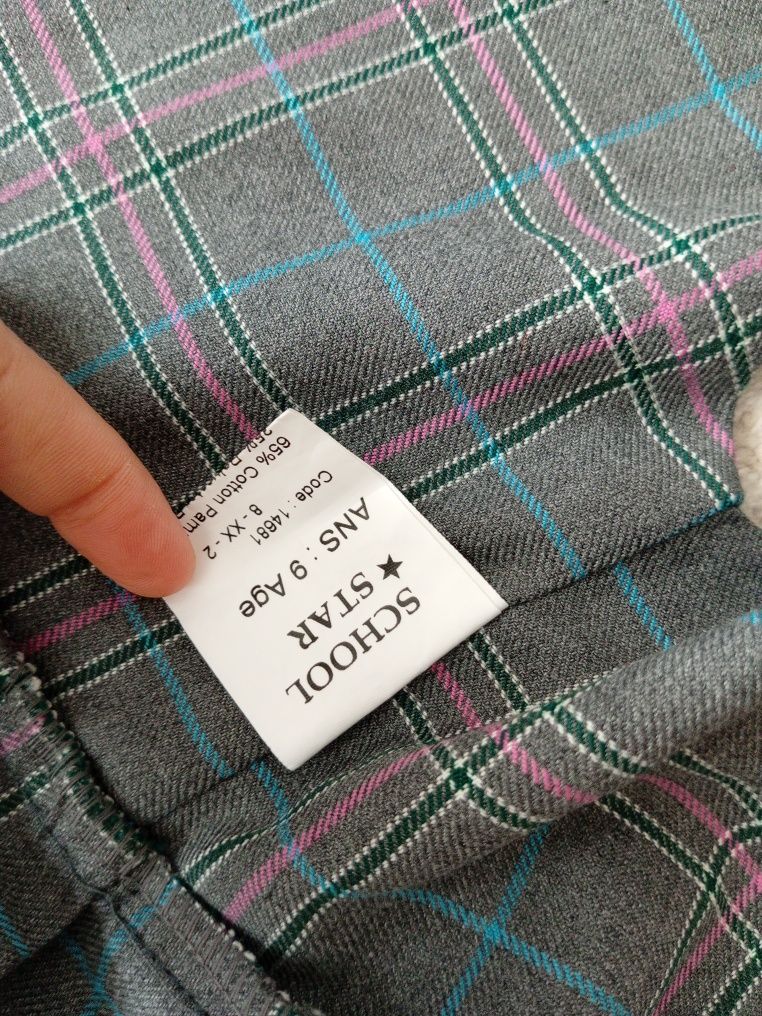 SCHOOL
★ STAR
ANS : 9 Age
8 - XX - 2
Code : 14681
65% Cotton